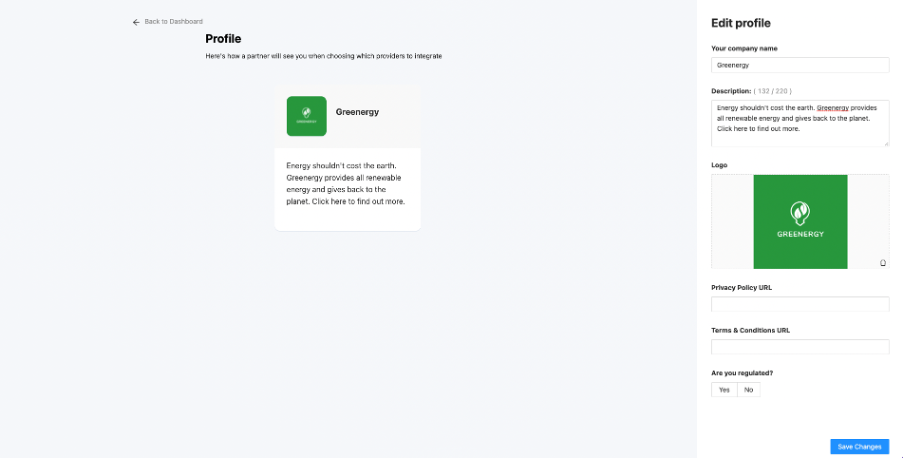 Back to Dashboard
Profile
Here's how a partner will see you when choosing which providers to integrate
Greenergy
Energy shouldn't cost the earth.
Greenergy provides all renewable
energy and gives back to the
planet. Click here to find out more.
Edit profile
Your company name
Greenergy
Description: ( 132 / 220 )
Energy shouldn't cost the earth. Greenergy provides
all renewable energy and gives back to the planet.
Click here to find out more.
Logo
GREENERGY
Privacy Policy URL
Terms & Conditions URL
Are you regulated?
Yes No
Save Changes